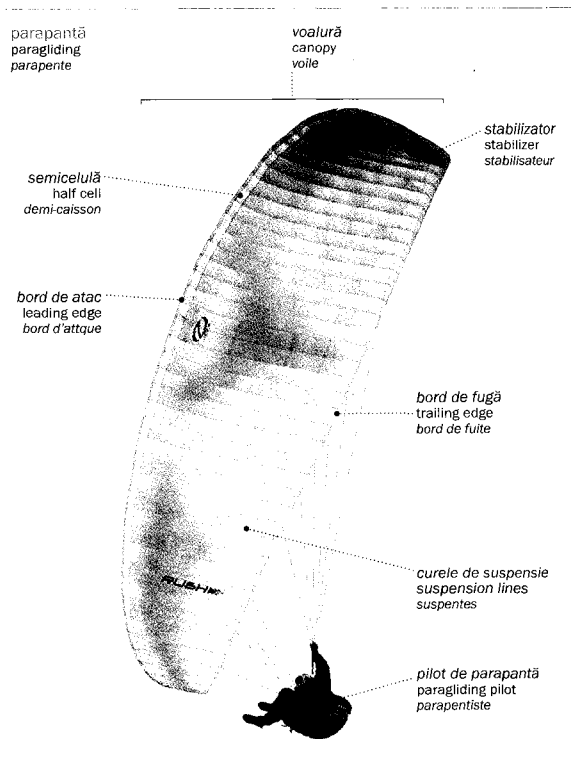 parapantă
paragliding
parapente
voalură
canopy
voile
stabilizator
stabilizer
stabilisateur
semicelulă
half cell
demi-caisson
bord de atac
leading edge
bord d'attque
bord de fugă
trailing edge
bord de fuite
curele de suspensie
suspension lines
suspentes
RUSH
pilot de parapantă
paragliding pilot
parapentiste